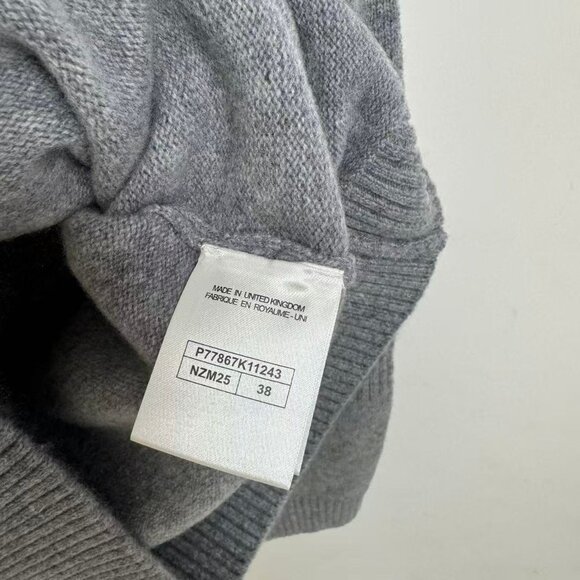 MADE IN UNITED KINGDOM
FABRIQUE EN ROYAUME-UNI
P77867K11243
NZM25 38